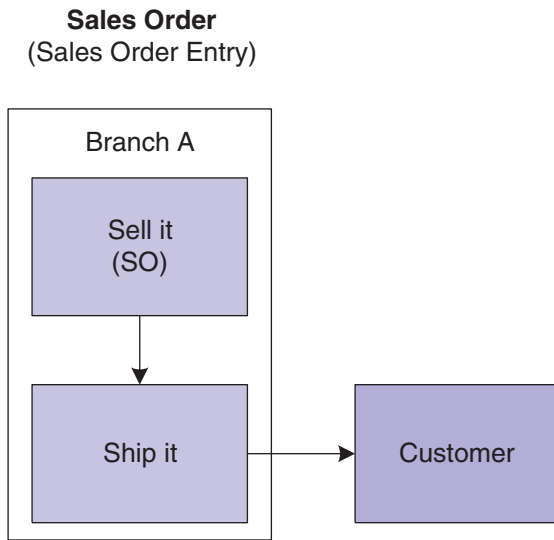 Sales Order
(Sales Order Entry)
Branch A
Sell it
(SO)
Ship it
Customer